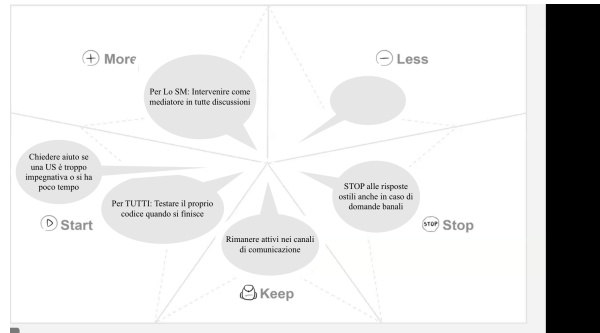 More
Less
Per Lo SM: Intervenire come
mediatore in tutte discussioni
Chiedere aiuto se
una US è troppo
impegnativa o si ha
poco tempo
Per TUTTI: Testare il proprio
codice quando si finisce
STOP alle risposte
ostili anche in caso di
domande banali
Start
STOP Stop
Rimanere attivi nei canali
di comunicazione
Keep